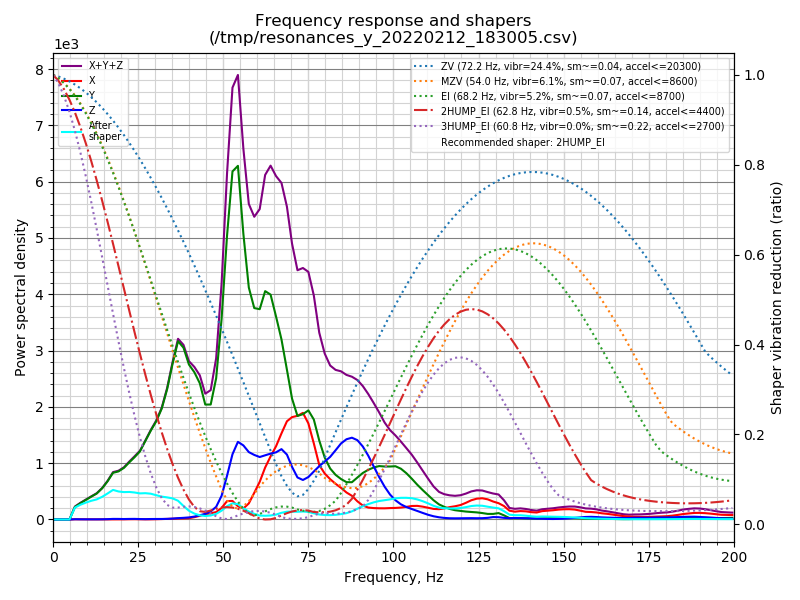 Frequency response and shapers
(/tmp/resonances_y_20220212_183005.csv)
1e3
X+Y+Z
X
Y
Z
After
shaper
ZV (72.2 Hz, vibr=24.4%, sm~=0.04, accel<=20300)
MZV (54.0 Hz, vibr=6.1%, sm~=0.07, accel<=8600)
EI (68.2 Hz, vibr=5.2%, sm~=0.07, accel<=8700)
2HUMP_EI (62.8 Hz, vibr=0.5%, sm~=0.14, accel<=4400)
3HUMP_EI (60.8 Hz, vibr=0.0%, sm~=0.22, accel<=2700)
Recommended shaper: 2HUMP_EI
Power spectral density
8
7
6
5
4
3
2
1
0
1.0
0.8
0.6
0.4
0.2
0.0
Shaper vibration reduction (ratio)
0 25 50 75 100 125 150 175 200
Frequency, Hz